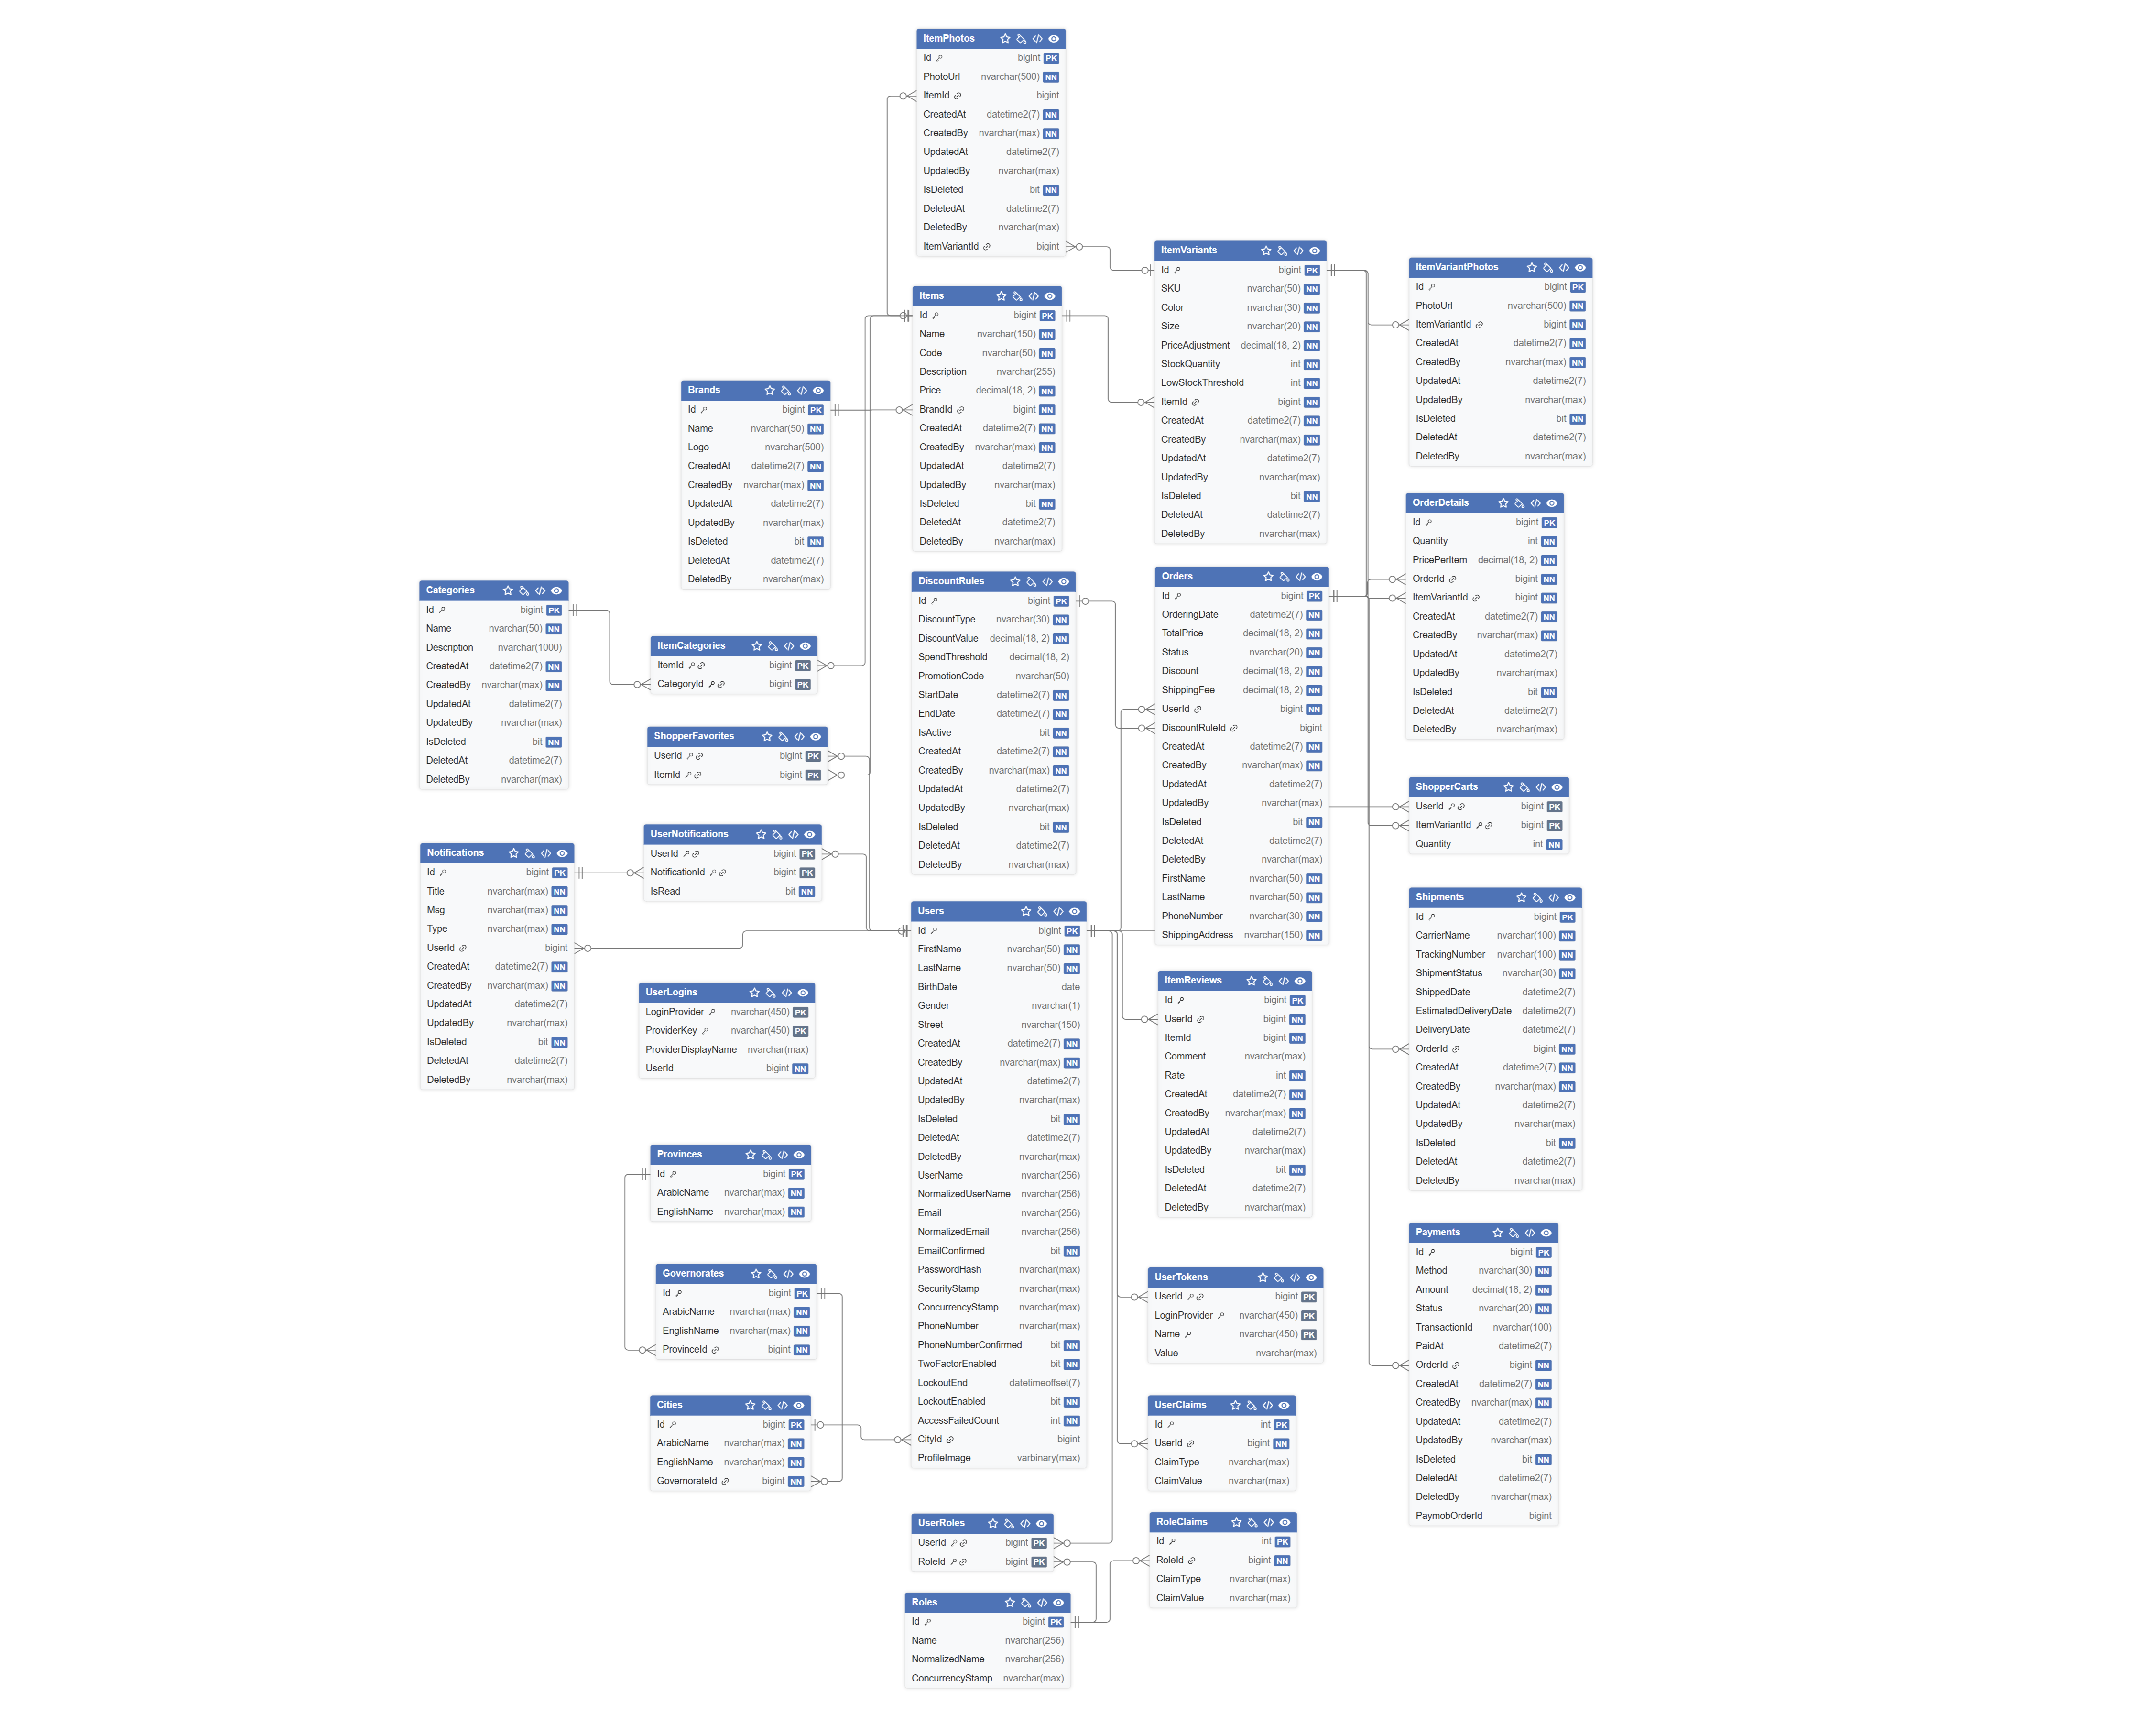 ItemPhotos
Id bigint PK
PhotoUrl nvarchar(500) NN
ItemId bigint
CreatedAt datetime2(7) NN
CreatedBy nvarchar(max) NN
UpdatedAt datetime2(7)
UpdatedBy nvarchar(max)
IsDeleted bit NN
DeletedAt datetime2(7)
DeletedBy nvarchar(max)
ItemVariantId bigint
ItemVariants
Id bigint PK
SKU nvarchar(50) NN
Color nvarchar(30) NN
Size nvarchar(20) NN
PriceAdjustment decimal(18, 2) NN
StockQuantity int NN
LowStockThreshold int NN
ItemId bigint NN
CreatedAt datetime2(7) NN
CreatedBy nvarchar(max) NN
UpdatedAt datetime2(7)
UpdatedBy nvarchar(max)
IsDeleted bit NN
DeletedAt datetime2(7)
DeletedBy nvarchar(max)
ItemVariantPhotos
Id bigint PK
PhotoUrl nvarchar(500) NN
ItemVariantId bigint NN
CreatedAt datetime2(7) NN
CreatedBy nvarchar(max) NN
UpdatedAt datetime2(7)
UpdatedBy nvarchar(max)
IsDeleted bit NN
DeletedAt datetime2(7)
DeletedBy nvarchar(max)
Items
Id bigint PK
Name nvarchar(150) NN
Code nvarchar(50) NN
Description nvarchar(255)
Price decimal(18, 2) NN
BrandId bigint NN
CreatedAt datetime2(7) NN
CreatedBy nvarchar(max) NN
UpdatedAt datetime2(7)
UpdatedBy nvarchar(max)
IsDeleted bit NN
DeletedAt datetime2(7)
DeletedBy nvarchar(max)
Brands
Id bigint PK
Name nvarchar(50) NN
Logo nvarchar(500)
CreatedAt datetime2(7) NN
CreatedBy nvarchar(max) NN
UpdatedAt datetime2(7)
UpdatedBy nvarchar(max)
IsDeleted bit NN
DeletedAt datetime2(7)
DeletedBy nvarchar(max)
OrderDetails
Id bigint PK
Quantity int NN
PricePerItem decimal(18, 2) NN
OrderId bigint NN
ItemVariantId bigint NN
CreatedAt datetime2(7) NN
CreatedBy nvarchar(max) NN
UpdatedAt datetime2(7)
UpdatedBy nvarchar(max)
IsDeleted bit NN
DeletedAt datetime2(7)
DeletedBy nvarchar(max)
Categories
Id bigint PK
Name nvarchar(50) NN
Description nvarchar(1000)
CreatedAt datetime2(7) NN
CreatedBy nvarchar(max) NN
UpdatedAt datetime2(7)
UpdatedBy nvarchar(max)
IsDeleted bit NN
DeletedAt datetime2(7)
DeletedBy nvarchar(max)
ItemCategories
ItemId bigint PK
CategoryId bigint PK
ShopperFavorites
UserId bigint PK
ItemId bigint PK
DiscountRules
Id bigint PK
DiscountType nvarchar(30) NN
DiscountValue decimal(18, 2) NN
SpendThreshold decimal(18, 2)
PromotionCode nvarchar(50)
StartDate datetime2(7) NN
EndDate datetime2(7) NN
IsActive bit NN
CreatedAt datetime2(7) NN
CreatedBy nvarchar(max) NN
UpdatedAt datetime2(7)
UpdatedBy nvarchar(max)
IsDeleted bit NN
DeletedAt datetime2(7)
DeletedBy nvarchar(max)
Orders
Id bigint PK
OrderingDate datetime2(7) NN
TotalPrice decimal(18, 2) NN
Status nvarchar(20) NN
Discount decimal(18, 2) NN
ShippingFee decimal(18, 2) NN
UserId bigint NN
DiscountRuleId bigint
CreatedAt datetime2(7) NN
CreatedBy nvarchar(max) NN
UpdatedAt datetime2(7)
UpdatedBy nvarchar(max)
IsDeleted bit NN
DeletedAt datetime2(7)
DeletedBy nvarchar(max)
FirstName nvarchar(50) NN
LastName nvarchar(50) NN
PhoneNumber nvarchar(30) NN
ShippingAddress nvarchar(150) NN
ShopperCarts
UserId bigint PK
ItemVariantId bigint PK
Quantity int NN
UserNotifications
UserId bigint PK
NotificationId bigint PK
IsRead bit NN
Notifications
Id bigint PK
Title nvarchar(max) NN
Msg nvarchar(max) NN
Type nvarchar(max) NN
UserId bigint
CreatedAt datetime2(7) NN
CreatedBy nvarchar(max) NN
UpdatedAt datetime2(7)
UpdatedBy nvarchar(max)
IsDeleted bit NN
DeletedAt datetime2(7)
DeletedBy nvarchar(max)
UserLogins
LoginProvider nvarchar(450) PK
ProviderKey nvarchar(450) PK
ProviderDisplayName nvarchar(max)
UserId bigint NN
Users
Id bigint PK
FirstName nvarchar(50) NN
LastName nvarchar(50) NN
BirthDate date
Gender nvarchar(1)
Street nvarchar(150)
CreatedAt datetime2(7) NN
CreatedBy nvarchar(max) NN
UpdatedAt datetime2(7)
UpdatedBy nvarchar(max)
IsDeleted bit NN
DeletedAt datetime2(7)
DeletedBy nvarchar(max)
UserName nvarchar(256)
NormalizedUserName nvarchar(256)
Email nvarchar(256)
NormalizedEmail nvarchar(256)
EmailConfirmed bit NN
PasswordHash nvarchar(max)
SecurityStamp nvarchar(max)
ConcurrencyStamp nvarchar(max)
PhoneNumber nvarchar(max)
PhoneNumberConfirmed bit NN
TwoFactorEnabled bit NN
LockoutEnd datetimeoffset(7)
LockoutEnabled bit NN
AccessFailedCount int NN
CityId bigint
ProfileImage varbinary(max)
Shipments
Id bigint PK
CarrierName nvarchar(100) NN
TrackingNumber nvarchar(100) NN
ShipmentStatus nvarchar(30) NN
ShippedDate datetime2(7)
EstimatedDeliveryDate datetime2(7)
DeliveryDate datetime2(7)
OrderId bigint NN
CreatedAt datetime2(7) NN
CreatedBy nvarchar(max) NN
UpdatedAt datetime2(7)
UpdatedBy nvarchar(max)
IsDeleted bit NN
DeletedAt datetime2(7)
DeletedBy nvarchar(max)
ItemReviews
Id bigint PK
UserId bigint NN
ItemId bigint NN
Comment nvarchar(max)
Rate int NN
CreatedAt datetime2(7) NN
CreatedBy nvarchar(max) NN
UpdatedAt datetime2(7)
UpdatedBy nvarchar(max)
IsDeleted bit NN
DeletedAt datetime2(7)
DeletedBy nvarchar(max)
Provinces
Id bigint PK
ArabicName nvarchar(max) NN
EnglishName nvarchar(max) NN
Governorates
Id bigint PK
ArabicName nvarchar(max) NN
EnglishName nvarchar(max) NN
ProvinceId bigint NN
Cities
Id bigint PK
ArabicName nvarchar(max) NN
EnglishName nvarchar(max) NN
GovernorateId bigint NN
UserTokens
UserId bigint PK
LoginProvider nvarchar(450) PK
Name nvarchar(450) PK
Value nvarchar(max)
UserClaims
Id int PK
UserId bigint NN
ClaimType nvarchar(max)
ClaimValue nvarchar(max)
Payments
Id bigint PK
Method nvarchar(30) NN
Amount decimal(18, 2) NN
Status nvarchar(20) NN
TransactionId nvarchar(100)
PaidAt datetime2(7)
OrderId bigint NN
CreatedAt datetime2(7) NN
CreatedBy nvarchar(max) NN
UpdatedAt datetime2(7)
UpdatedBy nvarchar(max)
IsDeleted bit NN
DeletedAt datetime2(7)
DeletedBy nvarchar(max)
PaymobOrderId bigint
UserRoles
UserId bigint PK
RoleId bigint PK
RoleClaims
Id int PK
RoleId bigint NN
ClaimType nvarchar(max)
ClaimValue nvarchar(max)
Roles
Id bigint PK
Name nvarchar(256)
NormalizedName nvarchar(256)
ConcurrencyStamp nvarchar(max)